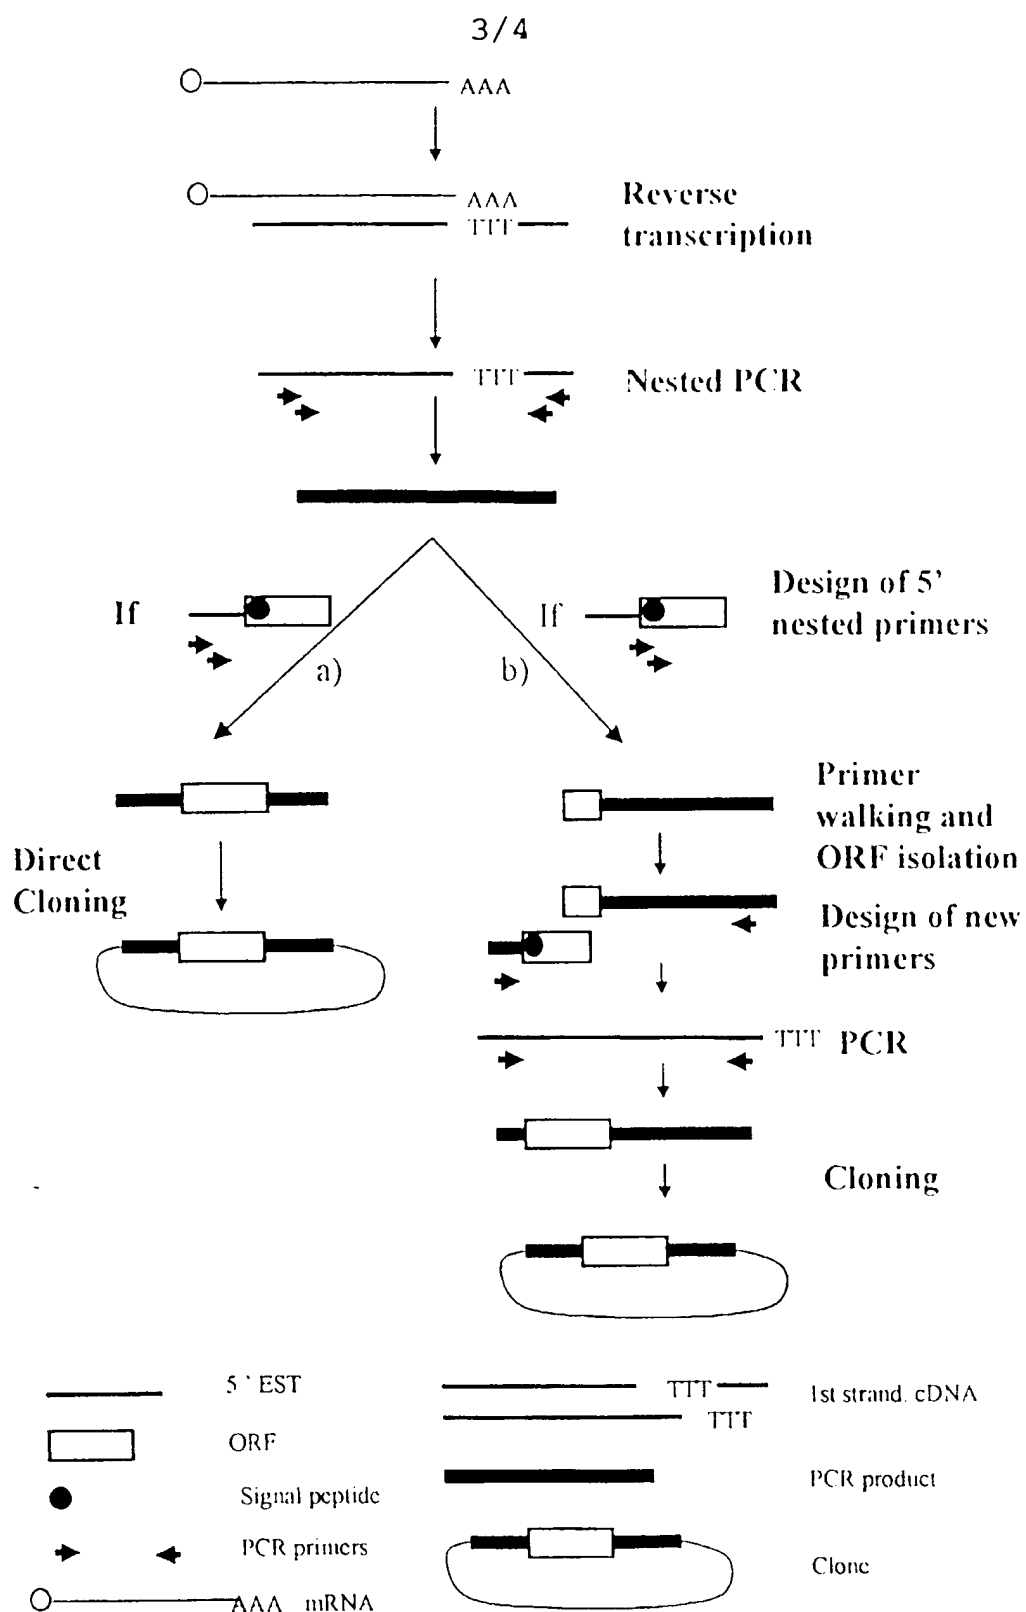 3/4
AAA
AAA
TTT
Reverse
transcription
TTT
Nested PCR
If
If
Design of 5'
nested primers
a)
b)
Primer
walking and
ORF isolation
Direct
Cloning
Design of new
primers
TTT
PCR
Cloning
5 ' EST
TTT
1st strand. cDNA
TTT
ORF
Signal peptide
PCR product
PCR primers
Clone
AAA mRNA